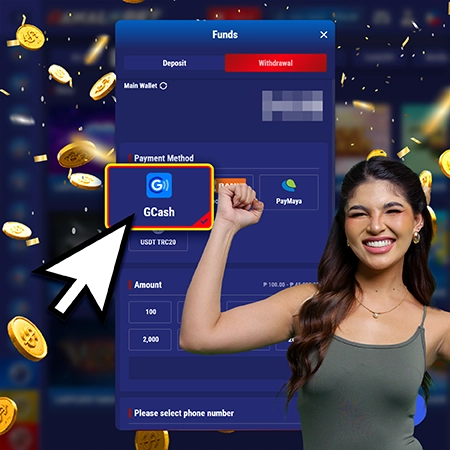 Funds
Deposit
Withdrawal
Main Wallet
Payment Method
GCash
PayMaya
USDT TRC20
Amount
₱ 100.00 - ₱
100
2,000
Please select phone number